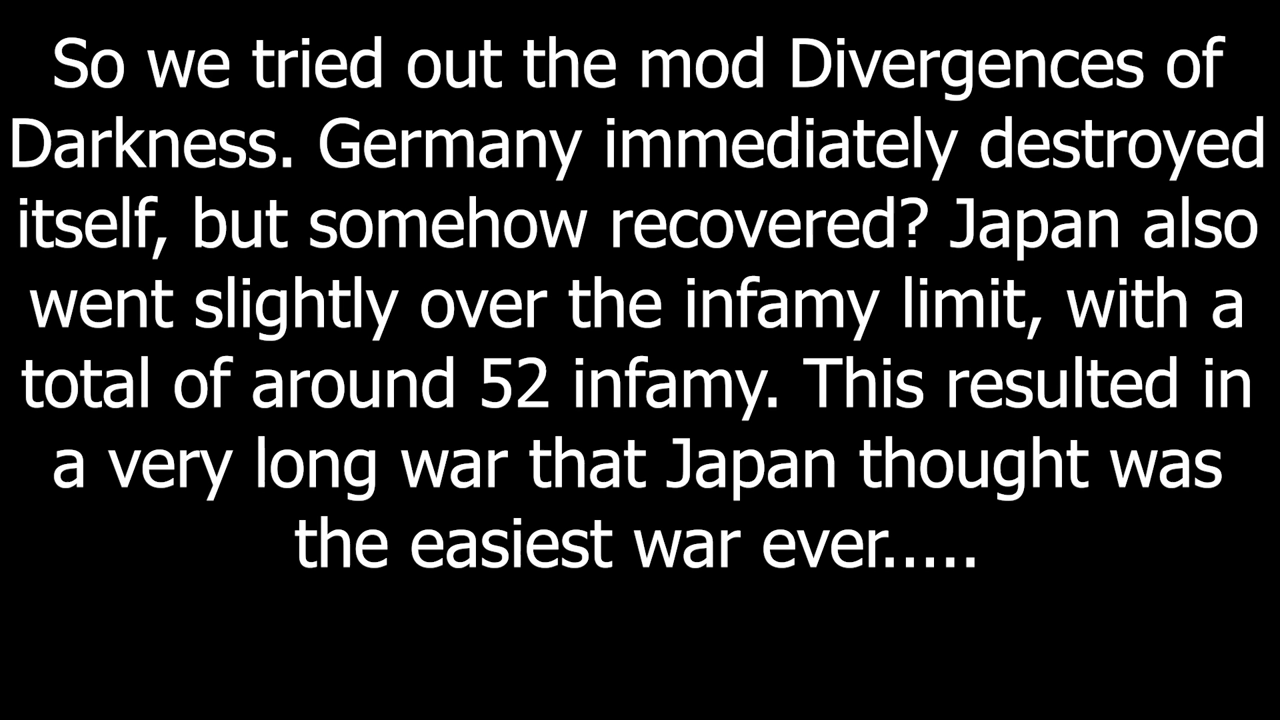 So we tried out the mod Divergences of
Darkness. Germany immediately destroyed
itself, but somehow recovered? Japan also
went slightly over the infamy limit, with a
total of around 52 infamy. This resulted in
a very long war that Japan thought was
the easiest war ever.....